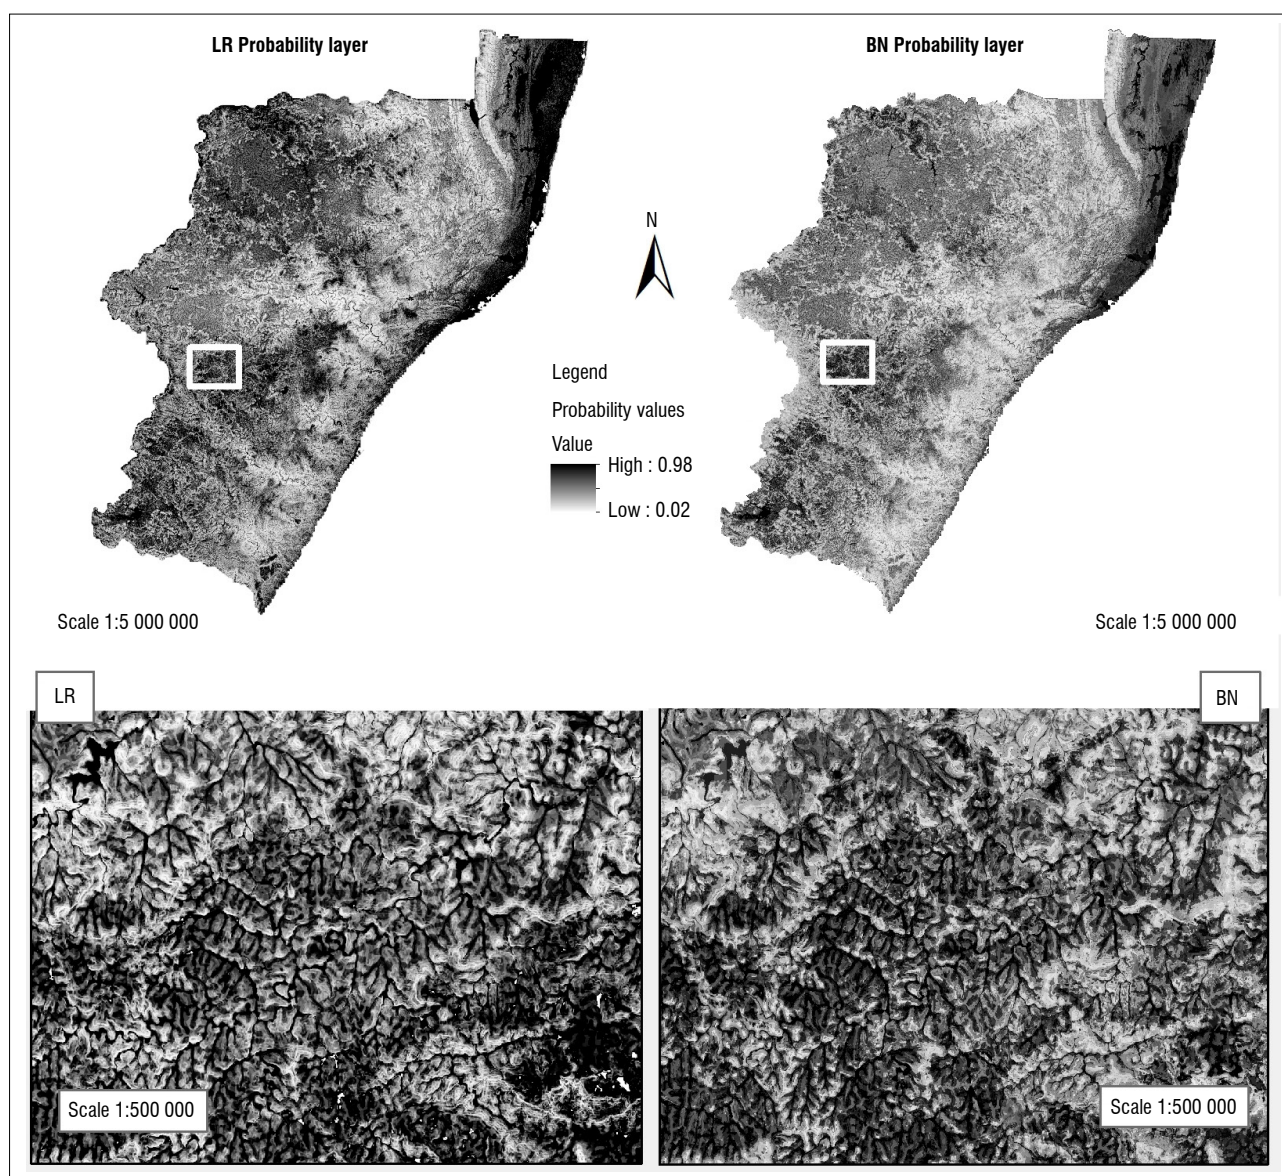 LR Probability layer
BN Probability layer
N
Legend
Probability values
Value
High : 0.98
Low : 0.02
Scale 1:5 000 000
Scale 1:5 000 000
LR
BN
Scale 1:500 000
Scale 1:500 000